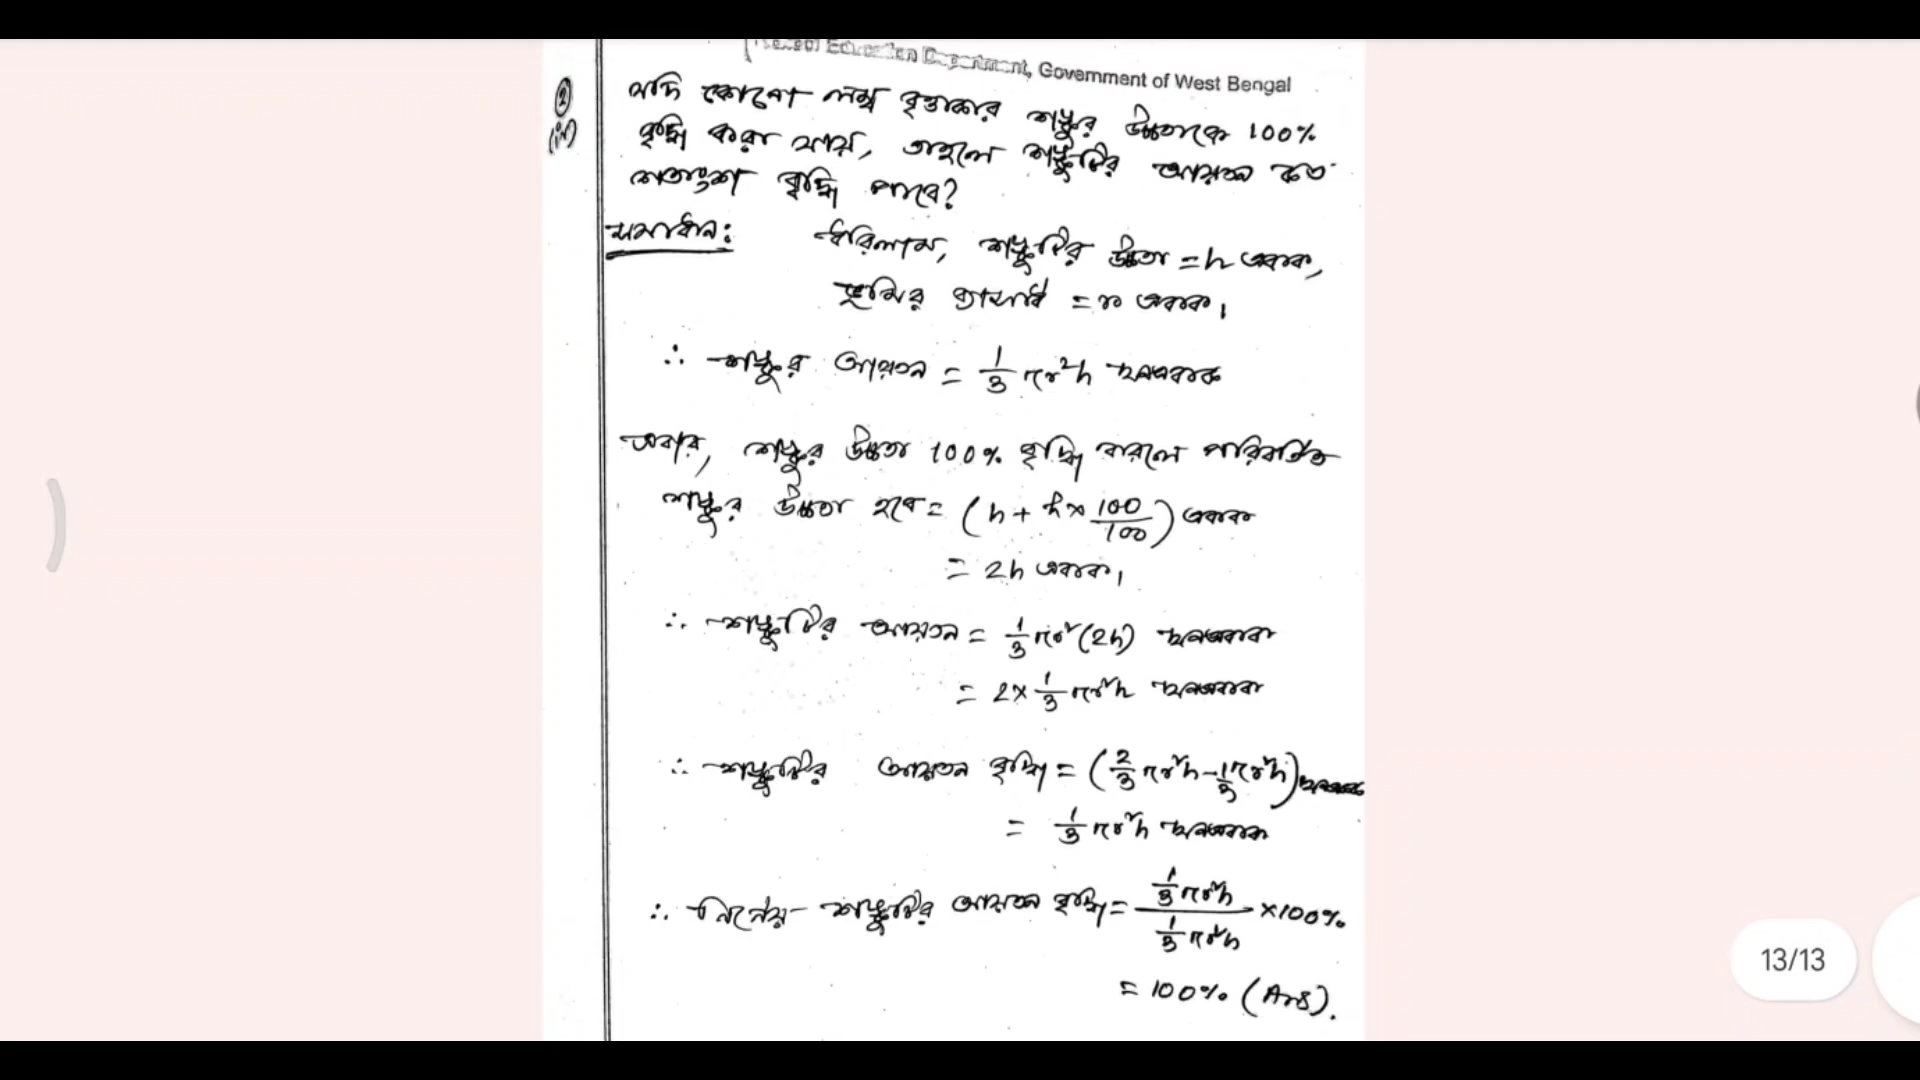 Education Department, Government of West Bengal
② যদি কোনো লম্ব বৃত্তাকার শঙ্কুর উচ্চতাকে 100%
(iv) বৃদ্ধি করা যায়, তাহলে শঙ্কুটির আয়তন কত
শতাংশ বৃদ্ধি পাবে?
সমাধান: ধরিলাম, শঙ্কুটির উচ্চতা = h একক,
ভূমির ব্যাসার্ধ = r একক।
∴ শঙ্কুর আয়তন = 1/3 πr²h ঘনএকক
এবার, শঙ্কুর উচ্চতা 100% বৃদ্ধি করলে পরিবর্তিত
শঙ্কুর উচ্চতা হবে = (h + h × 100/100) একক
= 2h একক।
∴ শঙ্কুটির আয়তন = 1/3 πr²(2h) ঘনএকক
= 2 × 1/3 πr²h ঘনএকক
∴ শঙ্কুটির আয়তন বৃদ্ধি = (2/3 πr²h - 1/3 πr²h) ঘনএকক
= 1/3 πr²h ঘনএকক
∴ নির্ণেয় শঙ্কুটির আয়তন বৃদ্ধি = 1/3 πr²h / 1/3 πr²h × 100%
= 100% (Ans).
13/13